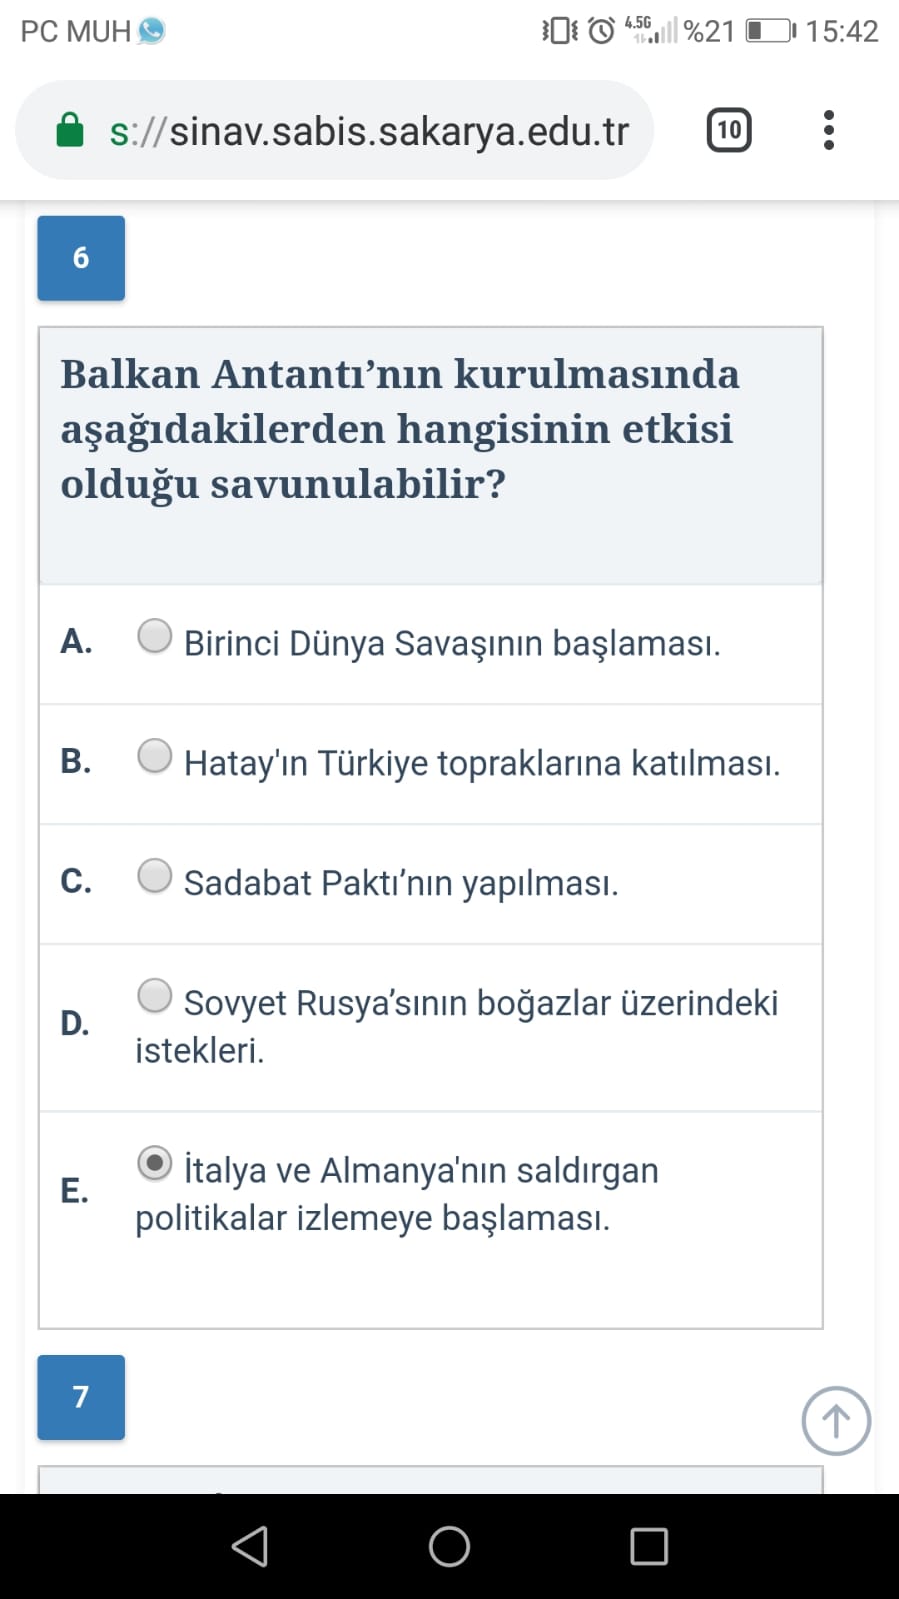 PC MUH 4.5G %21 15:42
s://sinav.sabis.sakarya.edu.tr 10
6
Balkan Antantı’nın kurulmasında
aşağıdakilerden hangisinin etkisi
olduğu savunulabilir?
A. Birinci Dünya Savaşının başlaması.
B. Hatay'ın Türkiye topraklarına katılması.
C. Sadabat Paktı’nın yapılması.
D. Sovyet Rusya’sının boğazlar üzerindeki
istekleri.
E. İtalya ve Almanya'nın saldırgan
politikalar izlemeye başlaması.
7